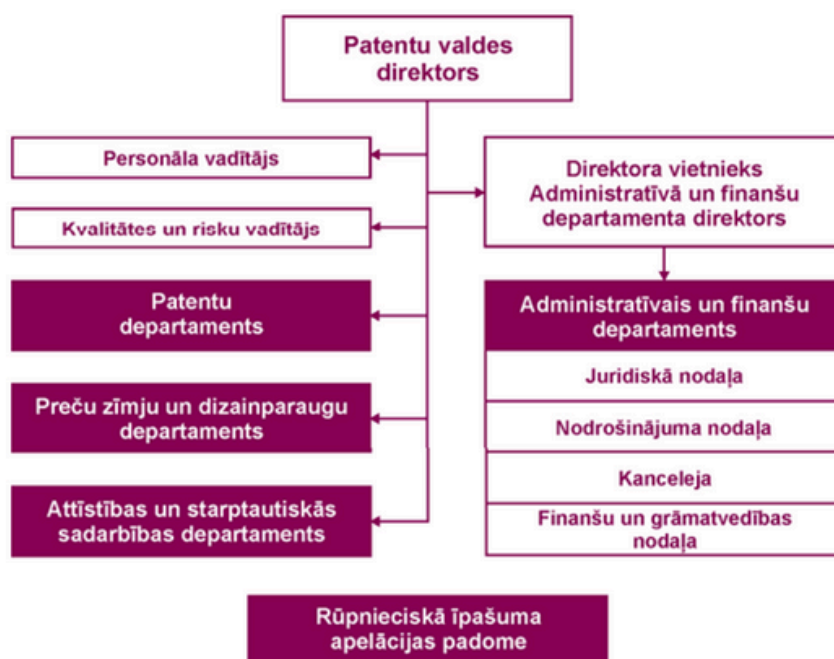 Patentu valdes
direktors
Personāla vadītājs
Kvalitātes un risku vadītājs
Patentu
departaments
Preču zīmju un dizainparaugu
departaments
Attīstības un starptautiskās
sadarbības departaments
Direktora vietnieks
Administratīvā un finanšu
departamenta direktors
Administratīvais un finanšu
departaments
Juridiskā nodaļa
Nodrošinājuma nodaļa
Kanceleja
Finanšu un grāmatvedības
nodaļa
Rūpnieciskā īpašuma
apelācijas padome